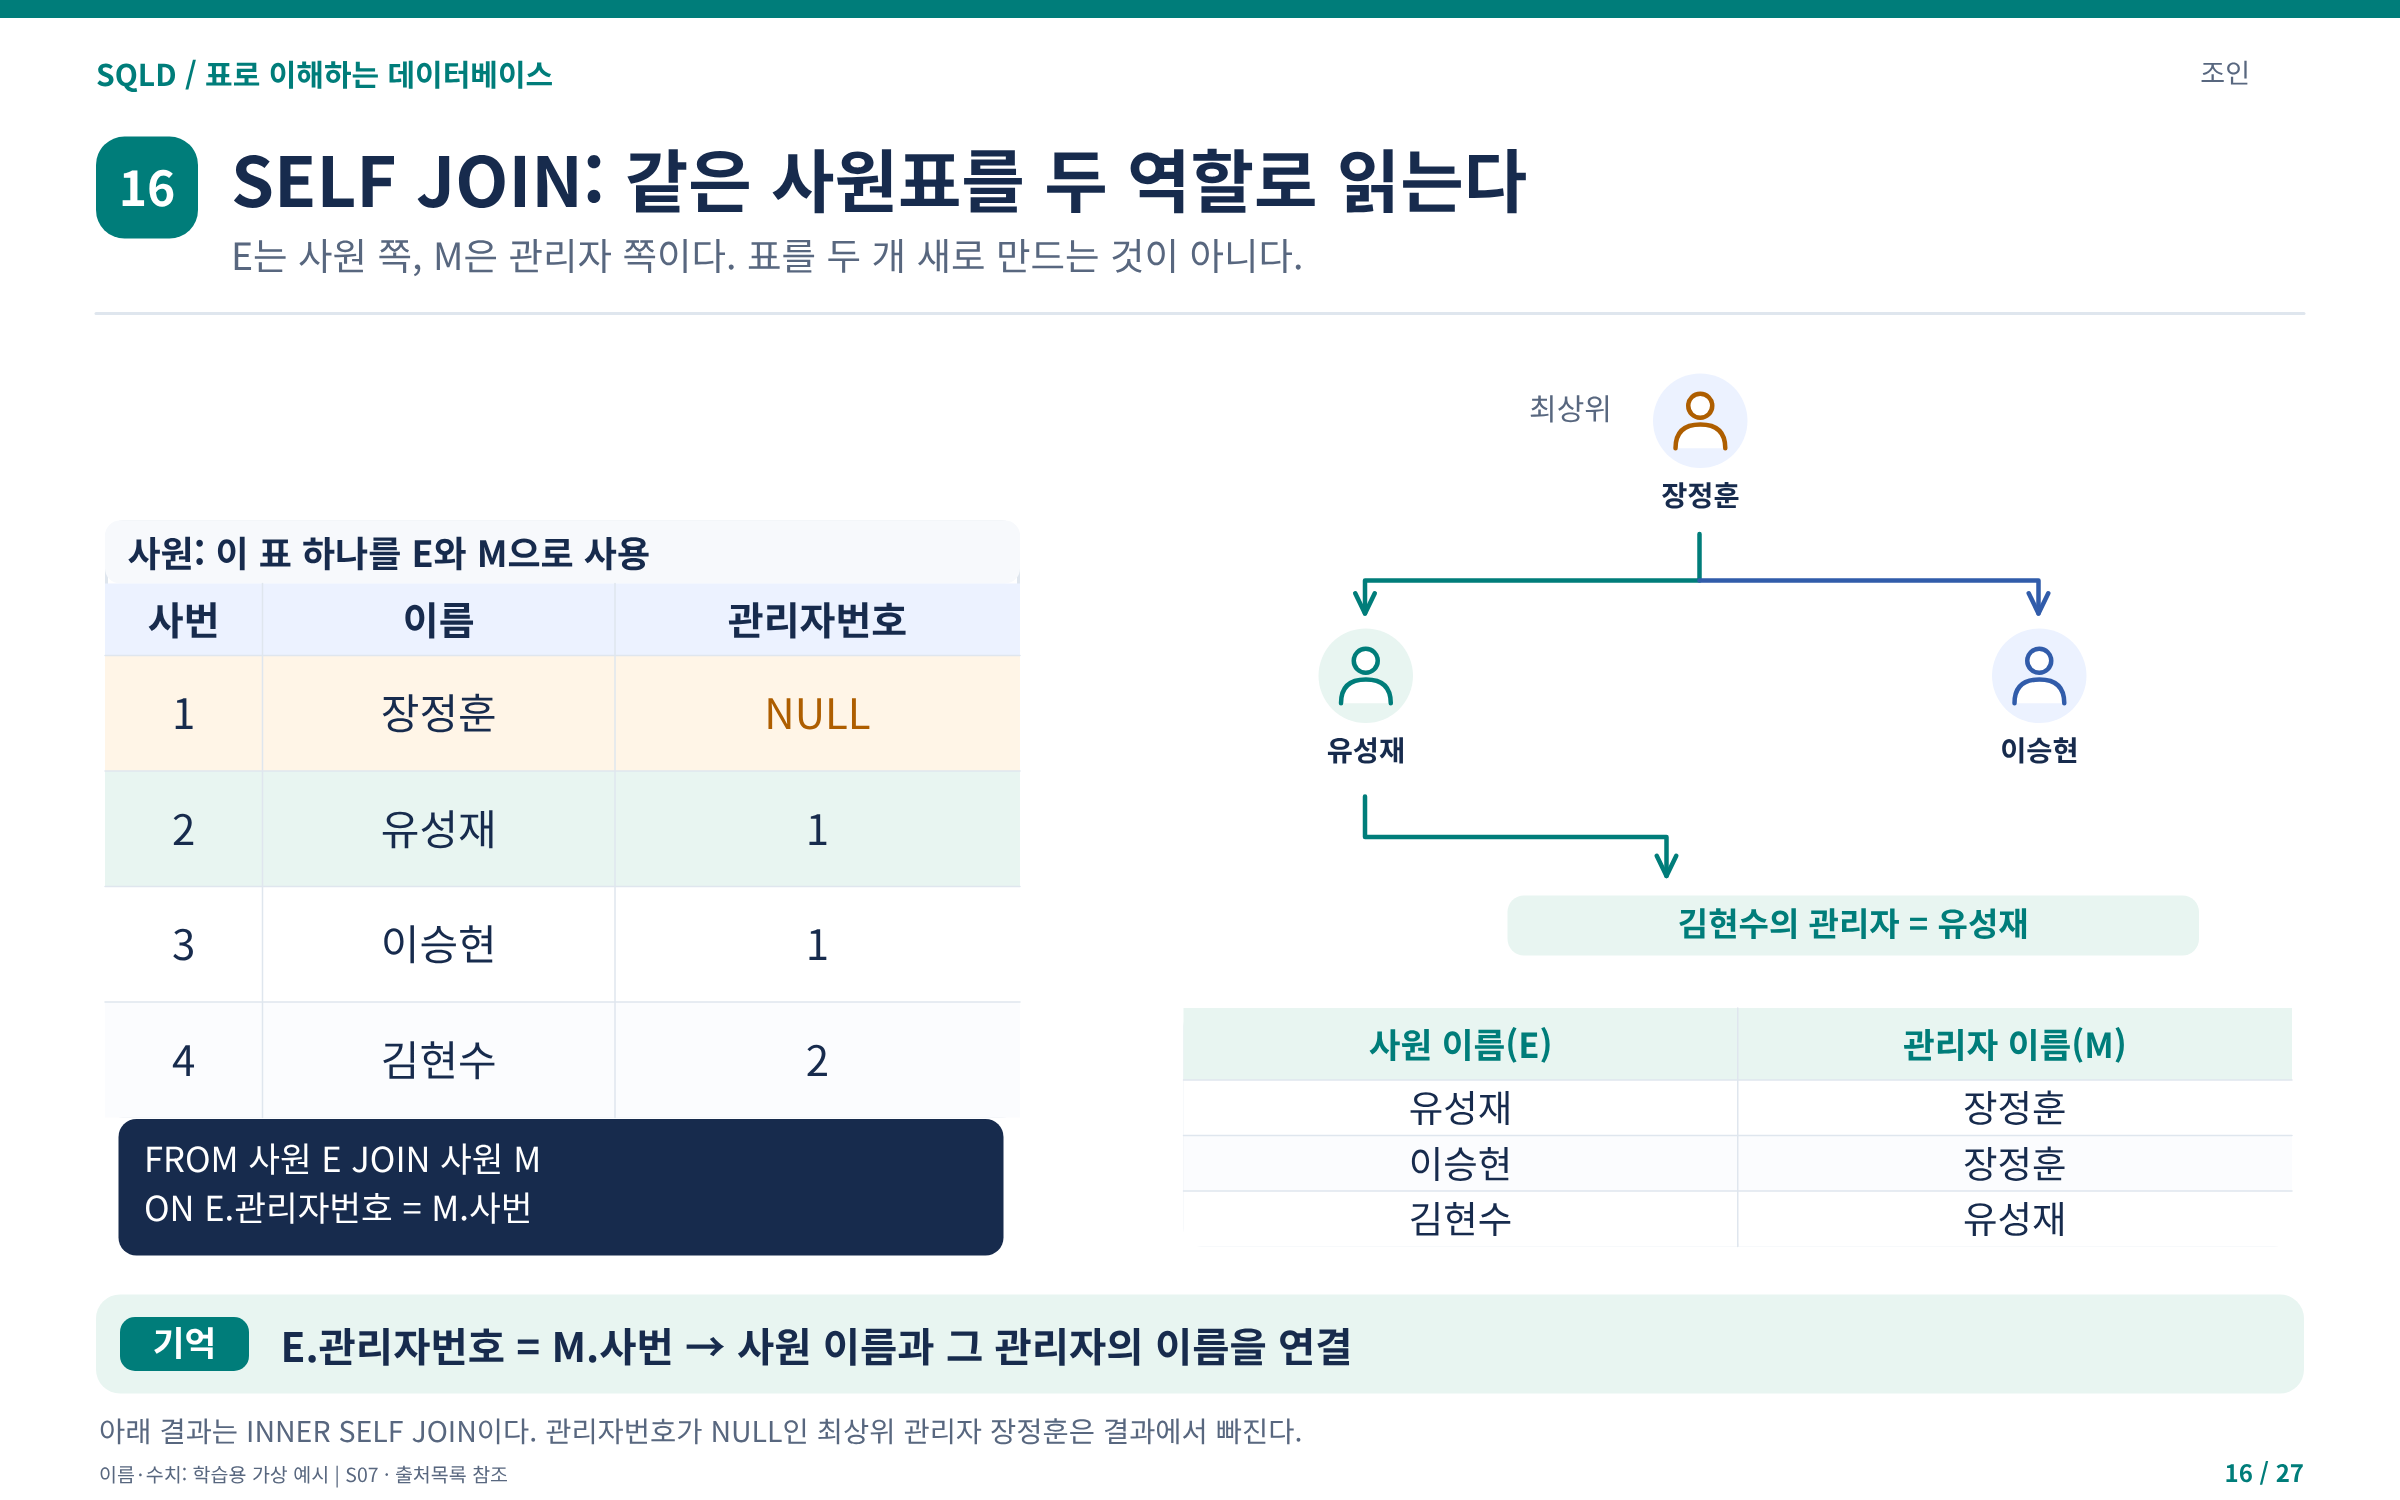 SQLD / 표로 이해하는 데이터베이스
조인
16
SELF JOIN: 같은 사원표를 두 역할로 읽는다
E는 사원 쪽, M은 관리자 쪽이다. 표를 두 개 새로 만드는 것이 아니다.
사원: 이 표 하나를 E와 M으로 사용
사번 이름 관리자번호
1 장정훈 NULL
2 유성재 1
3 이승현 1
4 김현수 2
FROM 사원 E JOIN 사원 M
ON E.관리자번호 = M.사번
최상위
장정훈
유성재
이승현
김현수의 관리자 = 유성재
사원 이름(E) 관리자 이름(M)
유성재 장정훈
이승현 장정훈
김현수 유성재
기억
E.관리자번호 = M.사번 → 사원 이름과 그 관리자의 이름을 연결
아래 결과는 INNER SELF JOIN이다. 관리자번호가 NULL인 최상위 관리자 장정훈은 결과에서 빠진다.
이름·수치: 학습용 가상 예시 | S07 · 출처목록 참조
16 / 27